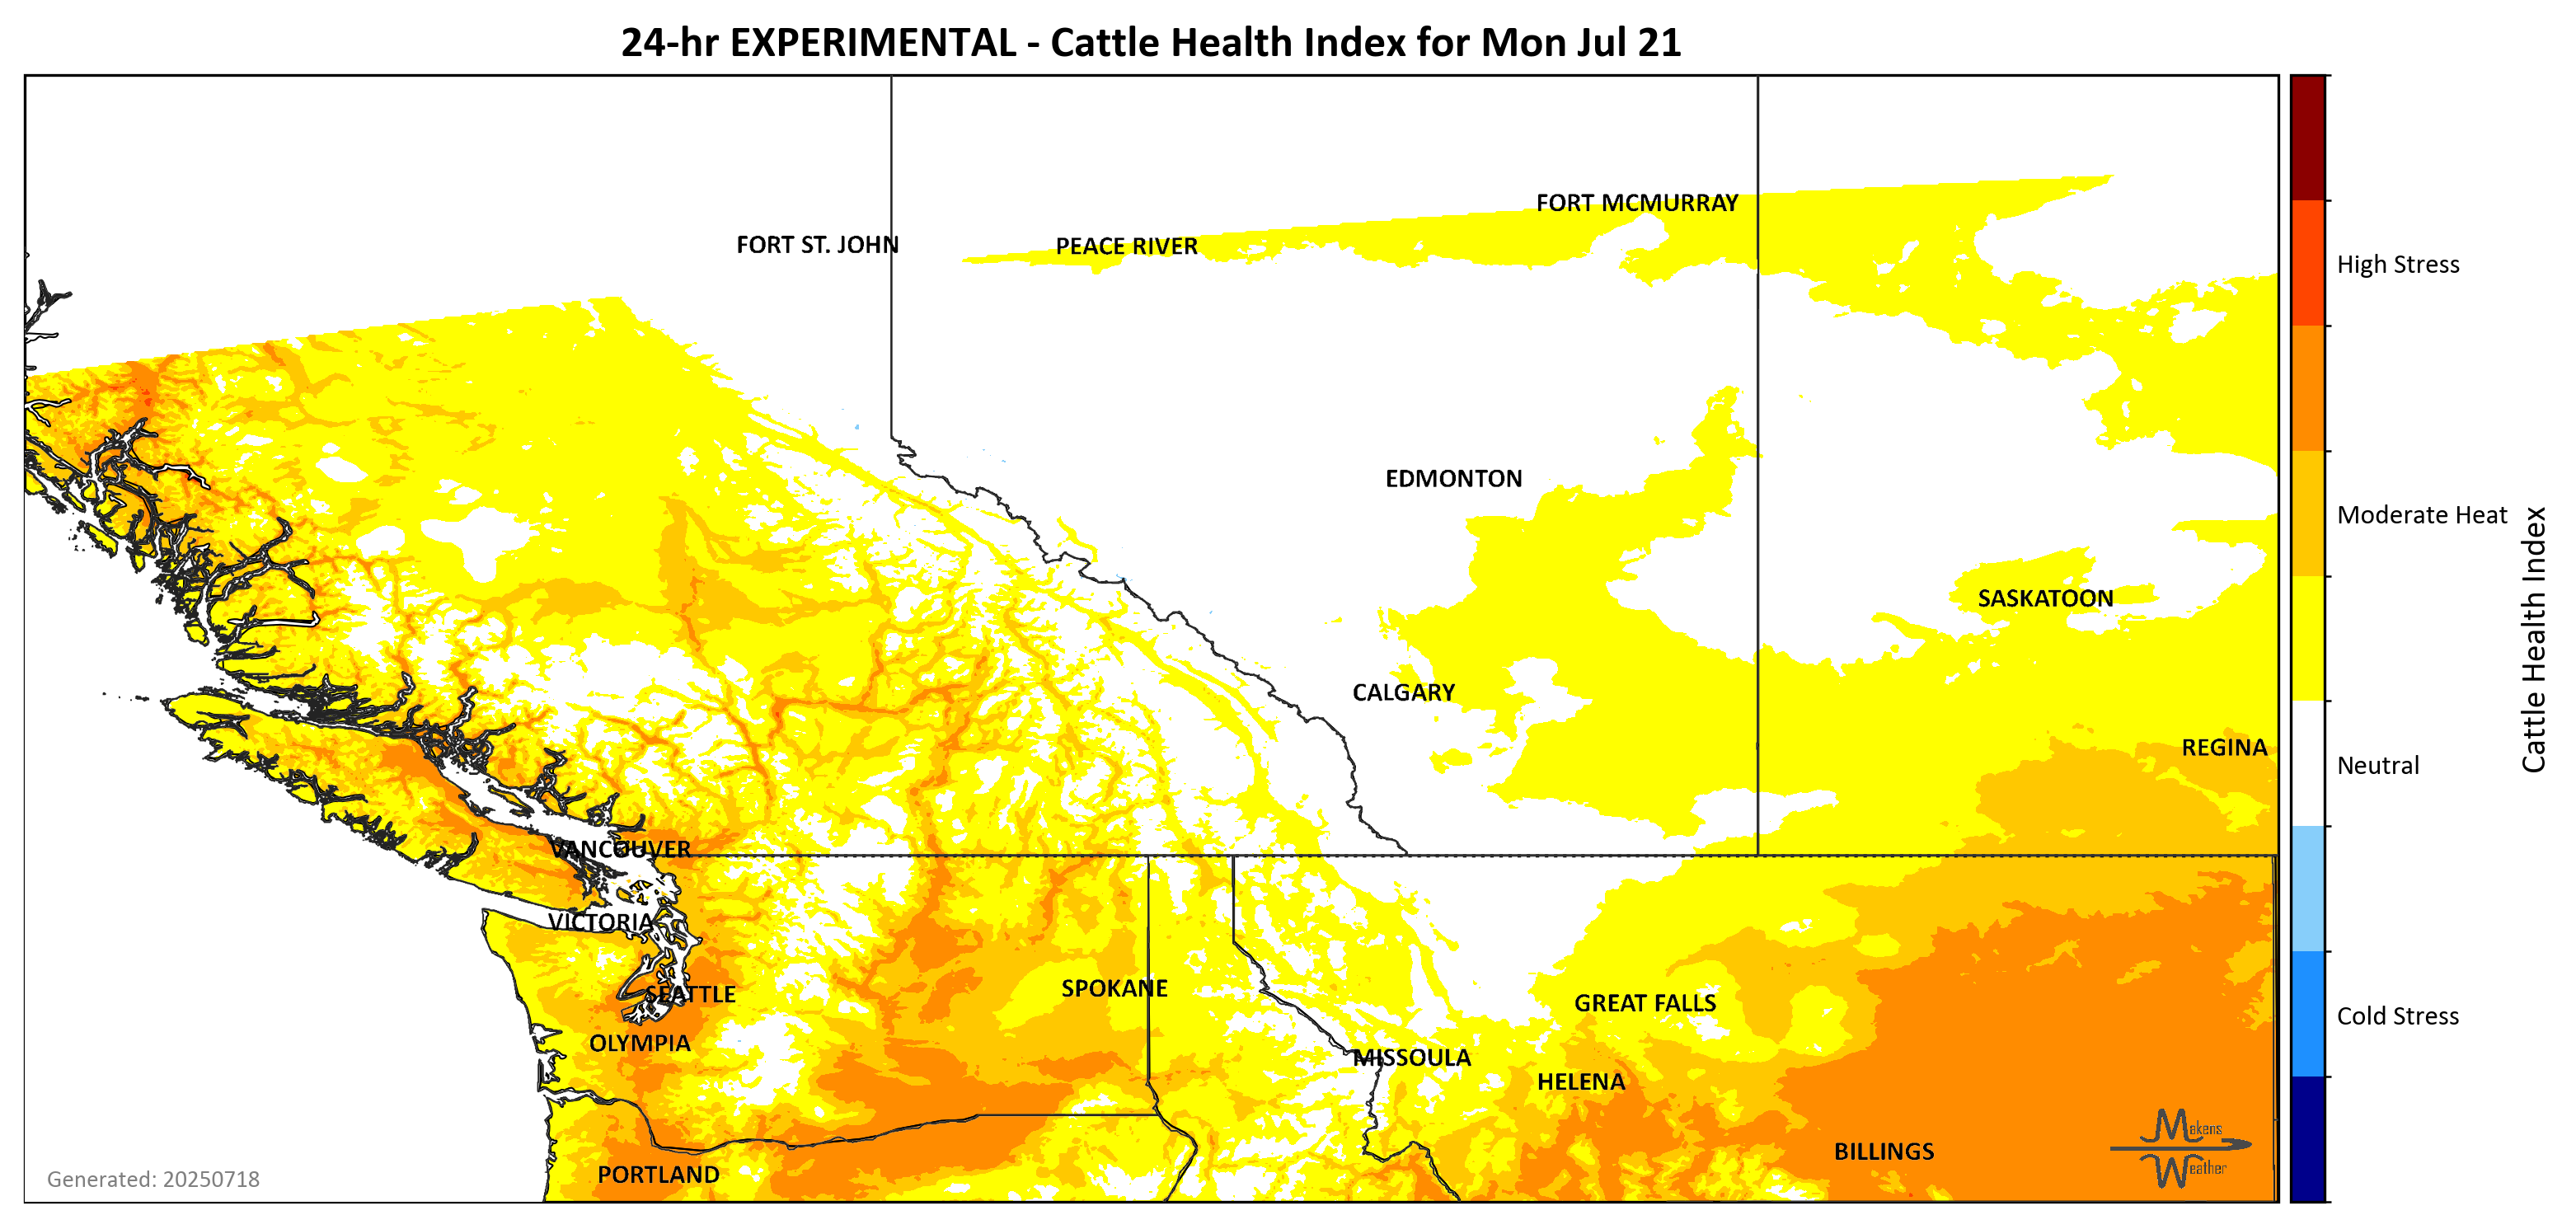 24-hr EXPERIMENTAL - Cattle Health Index for Mon Jul 21
FORT MCMURRAY
FORT ST. JOHN
PEACE RIVER
High Stress
EDMONTON
Moderate Heat
SASKATOON
CALGARY
Cattle Health Index
REGINA
Neutral
VANCOUVER
VICTORIA
SPOKANE
SEATTLE
GREAT FALLS
Cold Stress
OLYMPIA
MISSOULA
HELENA
Makens
Weather
BILLINGS
PORTLAND
Generated: 20250718